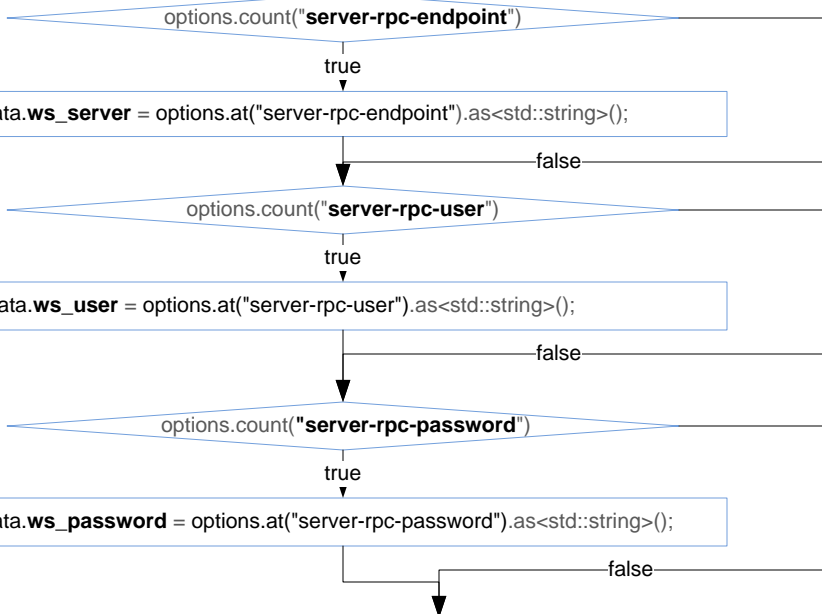 options.count("server-rpc-endpoint")
true
ata.ws_server = options.at("server-rpc-endpoint").as<std::string>();
false
options.count("server-rpc-user")
true
ata.ws_user = options.at("server-rpc-user").as<std::string>();
false
options.count("server-rpc-password")
true
ata.ws_password = options.at("server-rpc-password").as<std::string>();
false